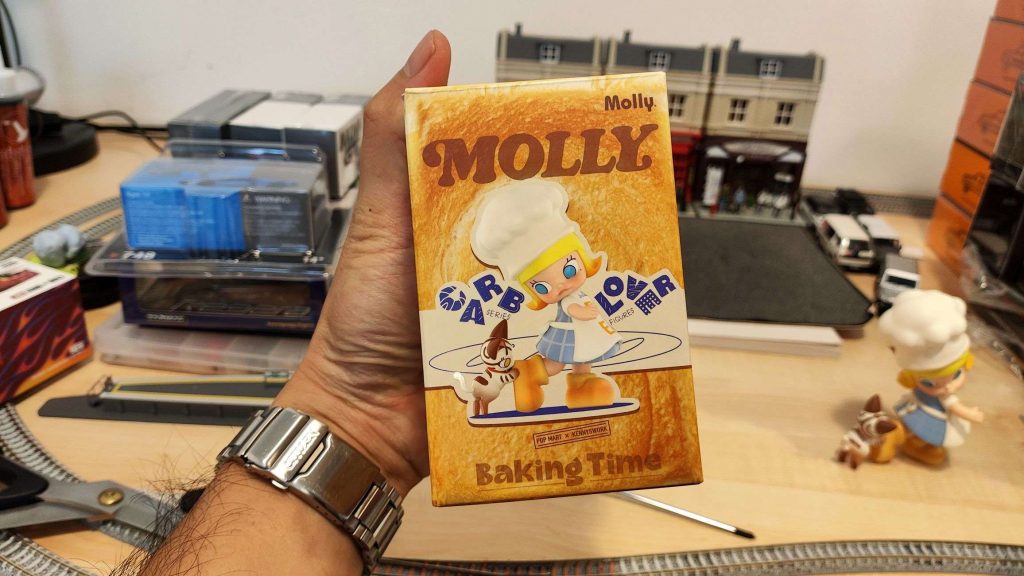 Molly
MOLLY
CARB LOVER
SERIES FIGURES
POP MART × KENNYSWORK
Baking Time
WARNING